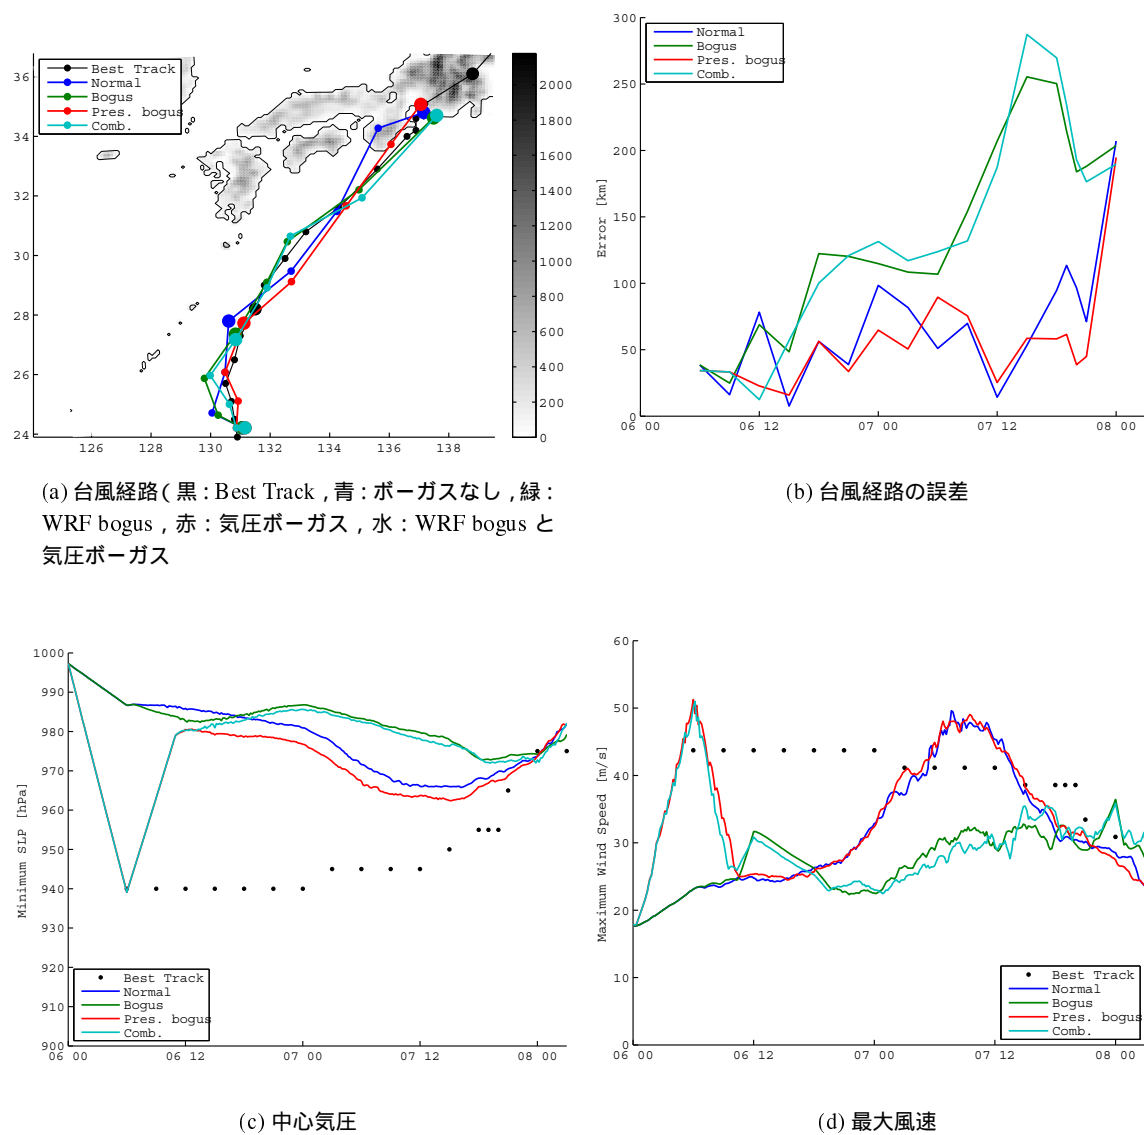 Best Track
Normal
Bogus
Pres. bogus
Comb.
36
34
32
30
28
26
24
126
128
130
132
134
136
138
2000
1800
1600
1400
1200
1000
800
600
400
200
0
(a) 台風経路(黒:Best Track,青:ボーガスなし,緑:
WRF bogus,赤:気圧ボーガス,水:WRF bogus と
気圧ボーガス
Normal
Bogus
Pres. bogus
Comb.
Error [km]
300
250
200
150
100
50
0
06 00
06 12
07 00
07 12
08 00
(b) 台風経路の誤差
Minimum SLP [hPa]
1000
990
980
970
960
950
940
930
920
910
900
06 00
06 12
07 00
07 12
08 00
Best Track
Normal
Bogus
Pres. bogus
Comb.
(c) 中心気圧
Maximum Wind Speed [m/s]
60
50
40
30
20
10
0
06 00
06 12
07 00
07 12
08 00
Best Track
Normal
Bogus
Pres. bogus
Comb.
(d) 最大風速